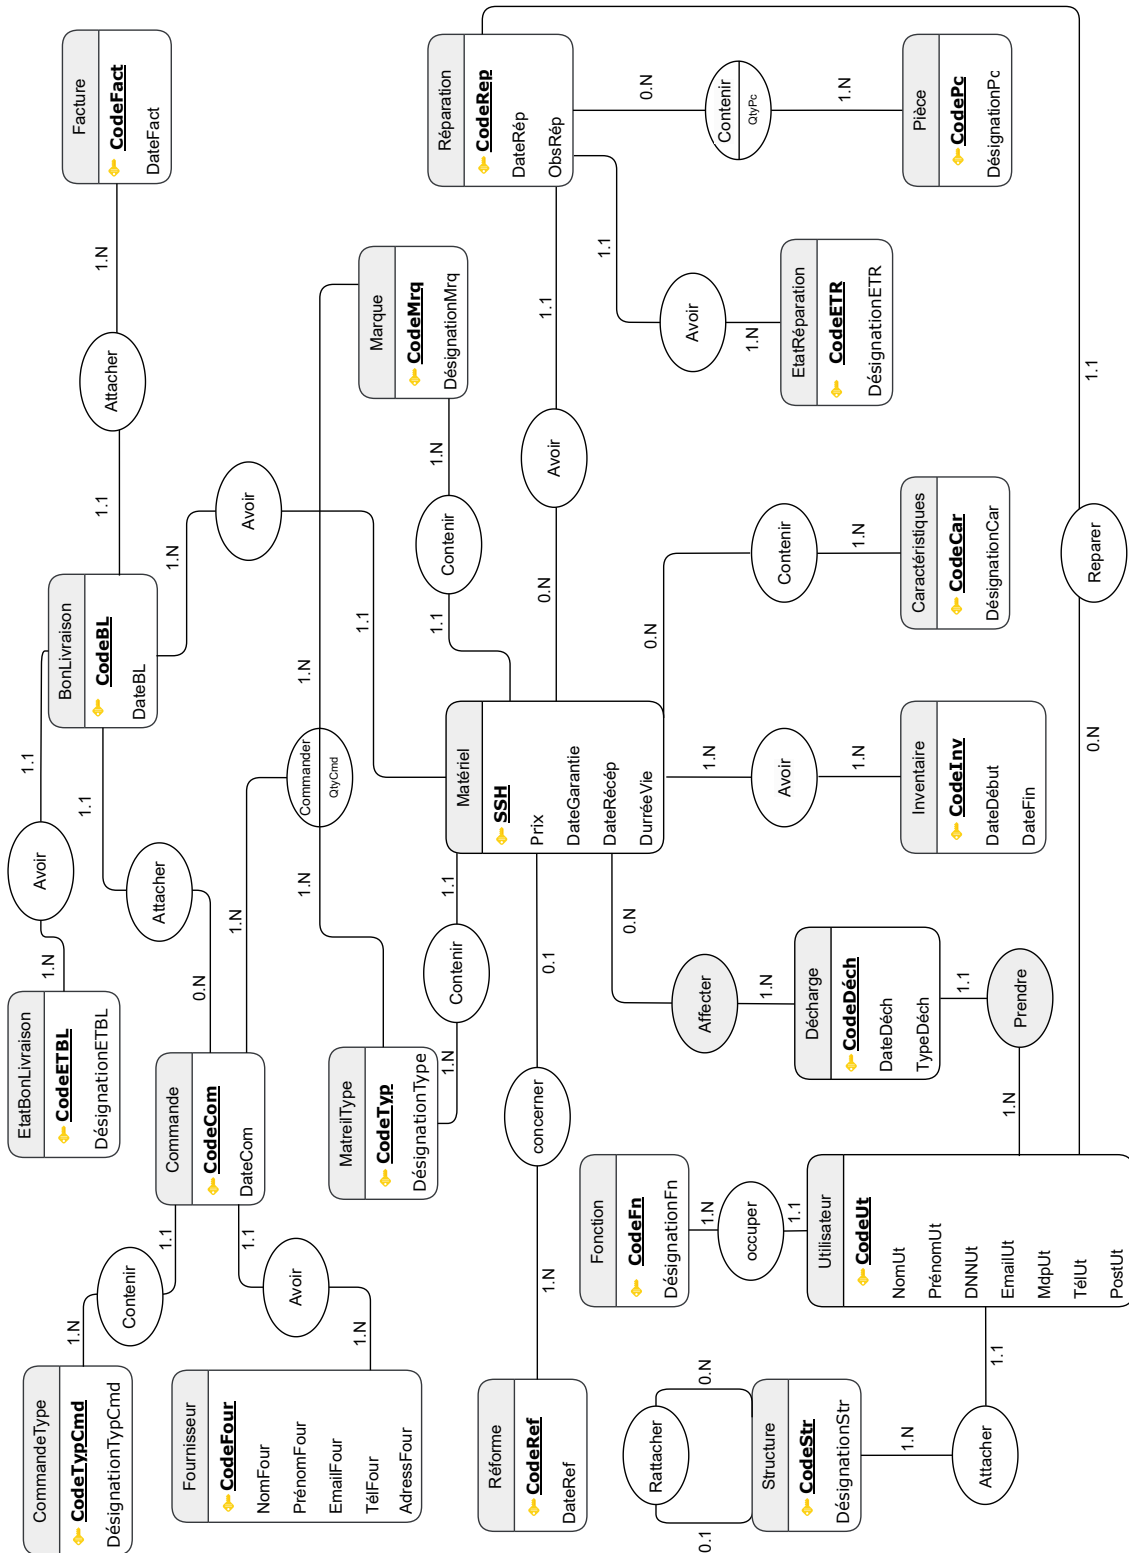 CommandeType
CodeTypCmd
DésignationTypCmd
1.N
Contenir
1.1
EtatBonLivraison
CodeETBL
DésignationETBL
1.N
Avoir
1.1
BonLivraison
CodeBL
DateBL
1.1
Attacher
1.N
Facture
CodeFact
DateFact
Fournisseur
CodeFour
NomFour
PrénomFour
EmailFour
TélFour
AdressFour
1.N
Avoir
1.1
Commande
CodeCom
DateCom
0.N
Attacher
1.1
1.N
Avoir
1.1
1.N
Commander
QtyCmd
1.N
1.N
MatreilType
CodeTyp
DésignationType
1.N
Contenir
1.1
Marque
CodeMrq
DésignationMrq
1.N
Contenir
1.1
Matériel
SSH
Prix
DateGarantie
DateRécép
DurréeVie
0.N
Avoir
1.1
Réparation
CodeRep
DateRép
ObsRép
Réforme
CodeRef
DateRef
1.N
concerner
0.1
1.1
Avoir
1.N
EtatRéparation
CodeETR
DésignationETR
0.N
Contenir
QtyPc
1.N
Pièce
CodePc
DésignationPc
Fonction
CodeFn
DésignationFn
1.N
occuper
1.1
0.N
Affecter
1.N
Décharge
CodeDéch
DateDéch
TypeDéch
1.1
Prendre
1.N
1.N
Avoir
1.N
Inventaire
CodeInv
DateDébut
DateFin
0.N
Contenir
1.N
Caractéristiques
CodeCar
DésignationCar
0.1
Rattacher
0.N
Structure
CodeStr
DésignationStr
1.N
Attacher
1.1
Utilisateur
CodeUt
NomUt
PrénomUt
DNNUt
EmailUt
MdpUt
TélUt
PostUt
0.N
Reparer
1.1